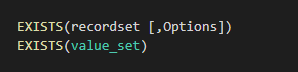 EXISTS(recordset [,Options])
EXISTS(value_set)